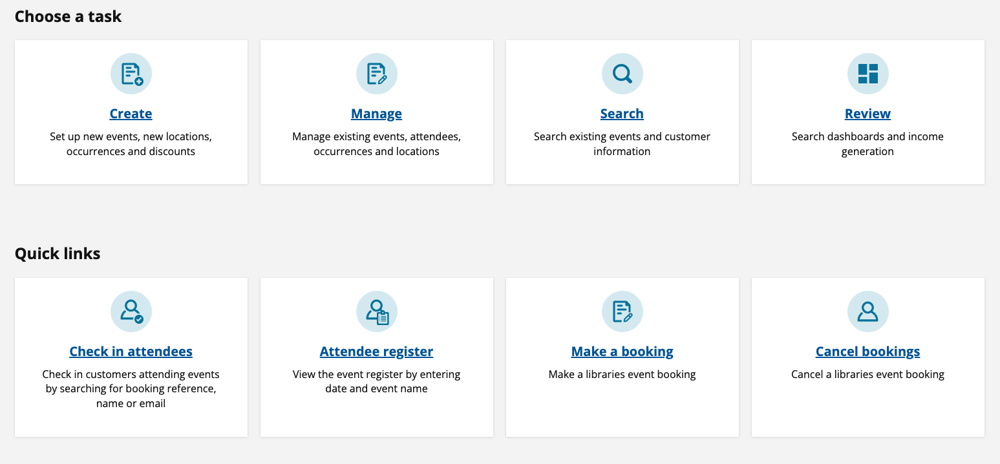 Choose a task
Create
Set up new events, new locations,
occurrences and discounts
Manage
Manage existing events, attendees,
occurrences and locations
Search
Search existing events and customer
information
Review
Search dashboards and income
generation
Quick links
Check in attendees
Check in customers attending events
by searching for booking reference,
name or email
Attendee register
View the event register by entering
date and event name
Make a booking
Make a libraries event booking
Cancel bookings
Cancel a libraries event booking